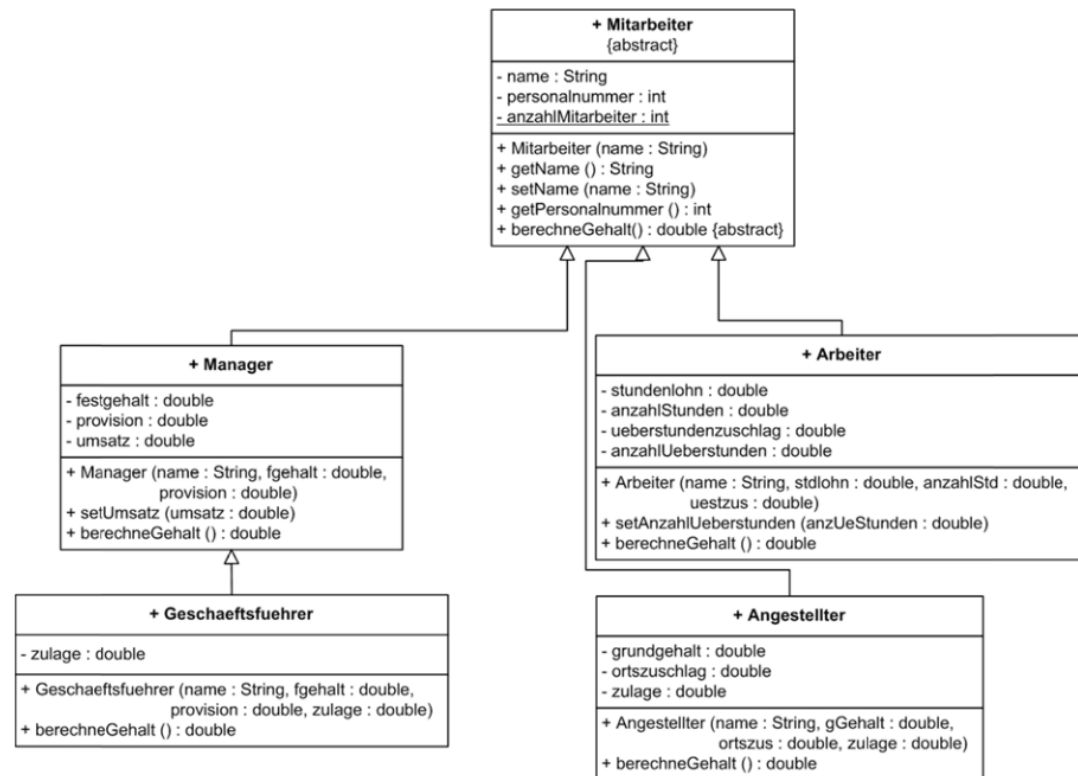 + Mitarbeiter
{abstract}
- name : String
- personalnummer : int
- anzahlMitarbeiter : int
+ Mitarbeiter (name : String)
+ getName () : String
+ setName (name : String)
+ getPersonalnummer () : int
+ berechneGehalt() : double {abstract}
+ Manager
- festgehalt : double
- provision : double
- umsatz : double
+ Manager (name : String, fgehalt : double,
provision : double)
+ setUmsatz (umsatz : double)
+ berechneGehalt () : double
+ Arbeiter
- stundenlohn : double
- anzahlStunden : double
- ueberstundenzuschlag : double
- anzahlUeberstunden : double
+ Arbeiter (name : String, stdlohn : double, anzahlStd : double,
uestzus : double)
+ setAnzahlUeberstunden (anzUeStunden : double)
+ berechneGehalt () : double
+ Geschaeftsfuehrer
- zulage : double
+ Geschaeftsfuehrer (name : String, fgehalt : double,
provision : double, zulage : double)
+ berechneGehalt () : double
+ Angestellter
- grundgehalt : double
- ortszuschlag : double
- zulage : double
+ Angestellter (name : String, gGehalt : double,
ortszus : double, zulage : double)
+ berechneGehalt () : double